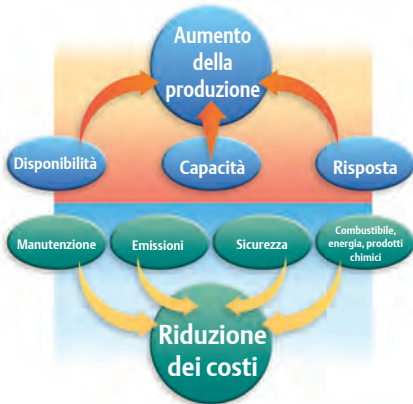 Aumento
della
produzione
Disponibilità
Capacità
Risposta
Manutenzione
Emissioni
Sicurezza
Combustibile,
energia, prodotti
chimici
Riduzione
dei costi